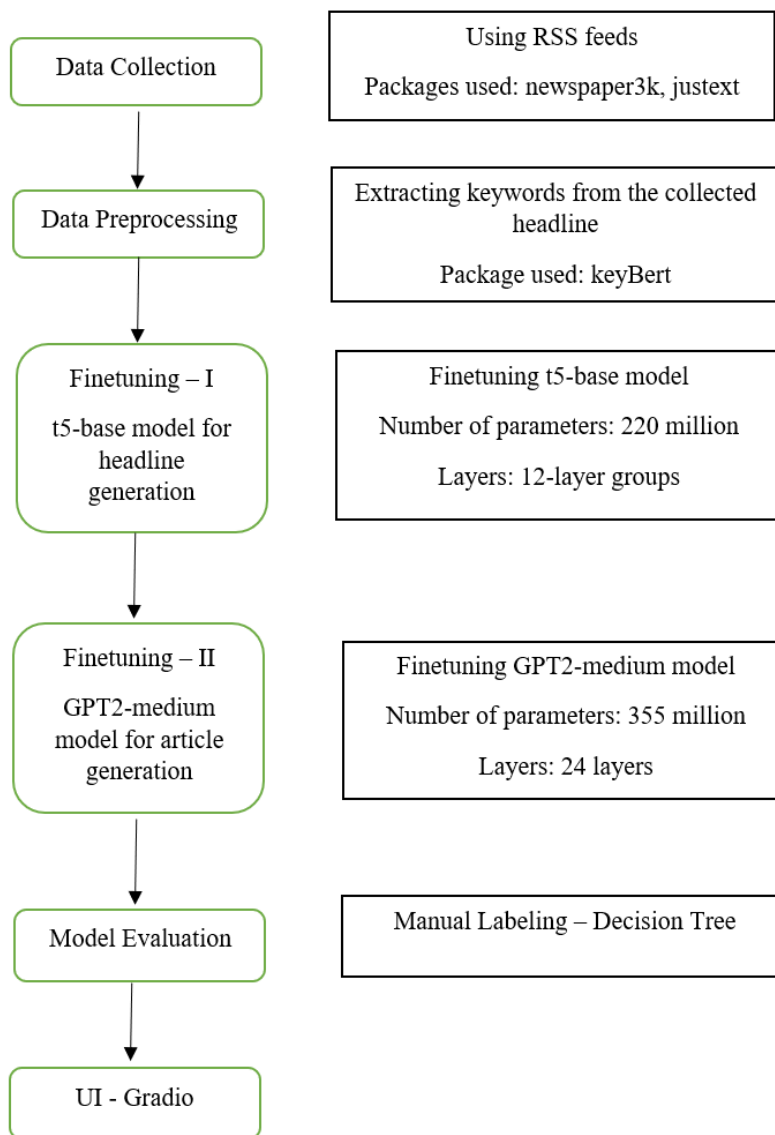 Data Collection
Using RSS feeds
Packages used: newspaper3k, justext
Data Preprocessing
Extracting keywords from the collected
headline
Package used: keyBert
Finetuning – I
t5-base model for
headline
generation
Finetuning t5-base model
Number of parameters: 220 million
Layers: 12-layer groups
Finetuning – II
GPT2-medium
model for article
generation
Finetuning GPT2-medium model
Number of parameters: 355 million
Layers: 24 layers
Model Evaluation
Manual Labeling – Decision Tree
UI - Gradio